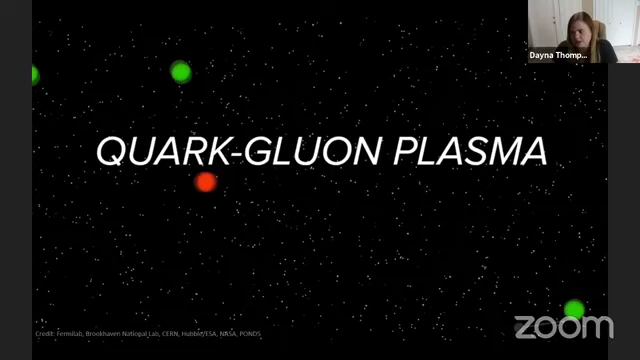 Dayna Thomp...
QUARK-GLUON PLASMA
Credit: Fermilab, Brookhaven National Lab, CERN, Hubble/ESA, NASA, PONDS
zoom